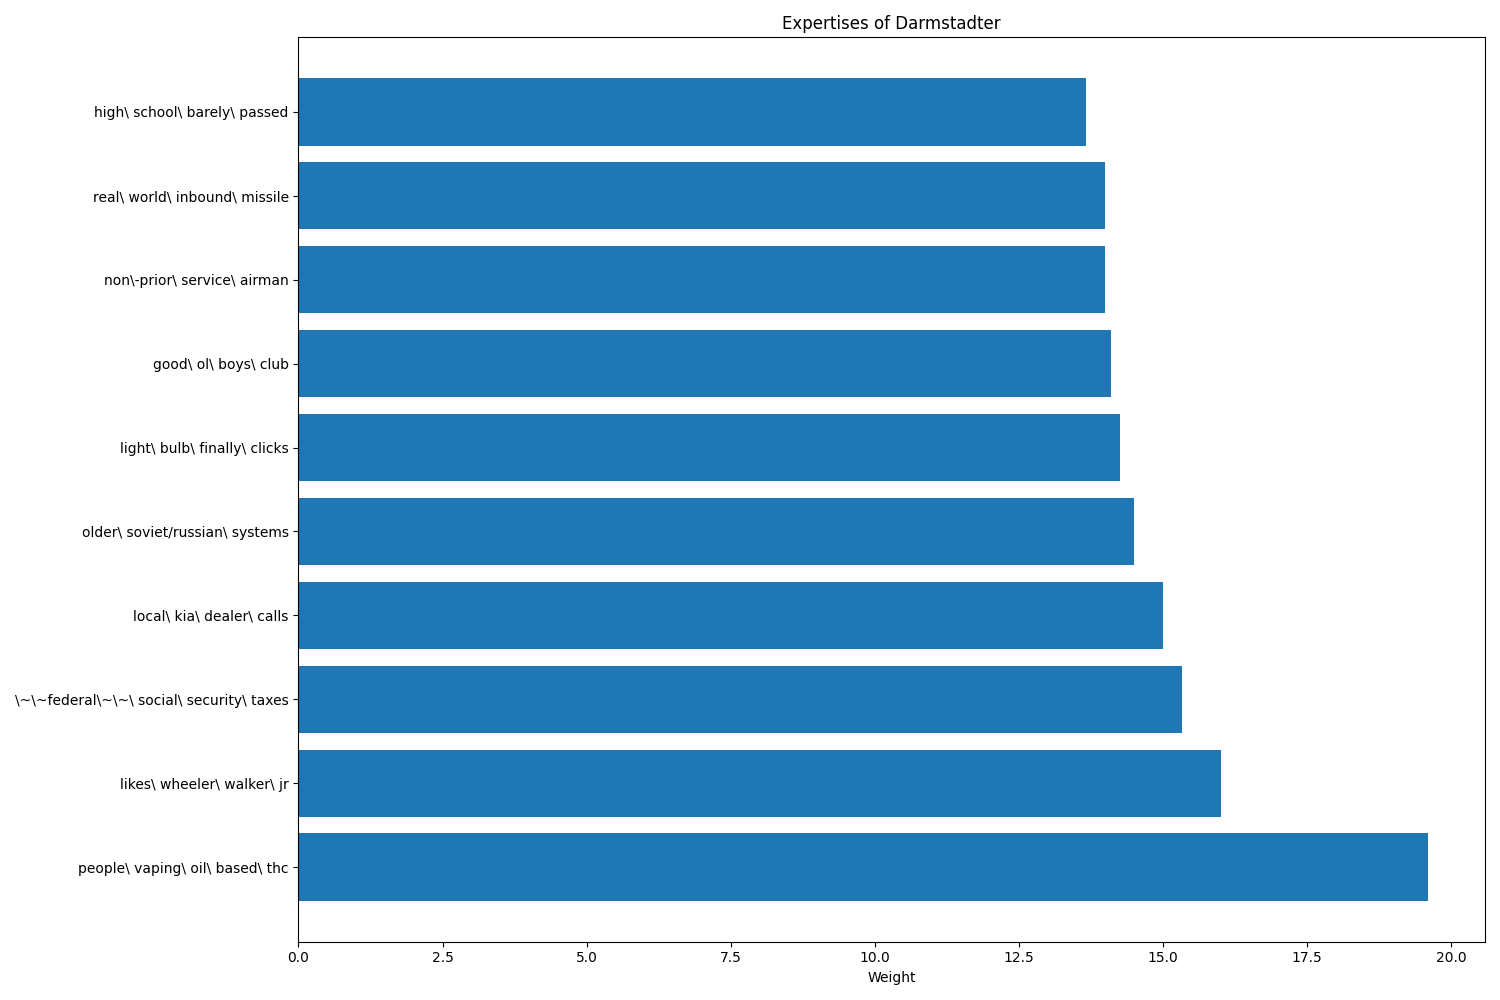 Expertises of Darmstadter
high\ school\ barely\ passed
real\ world\ inbound\ missile
non\-prior\ service\ airman
good\ ol\ boys\ club
light\ bulb\ finally\ clicks
older\ soviet/russian\ systems
local\ kia\ dealer\ calls
\~\~federal\~\~\ social\ security\ taxes
likes\ wheeler\ walker\ jr
people\ vaping\ oil\ based\ thc
0.0 2.5 5.0 7.5 10.0 12.5 15.0 17.5 20.0
Weight